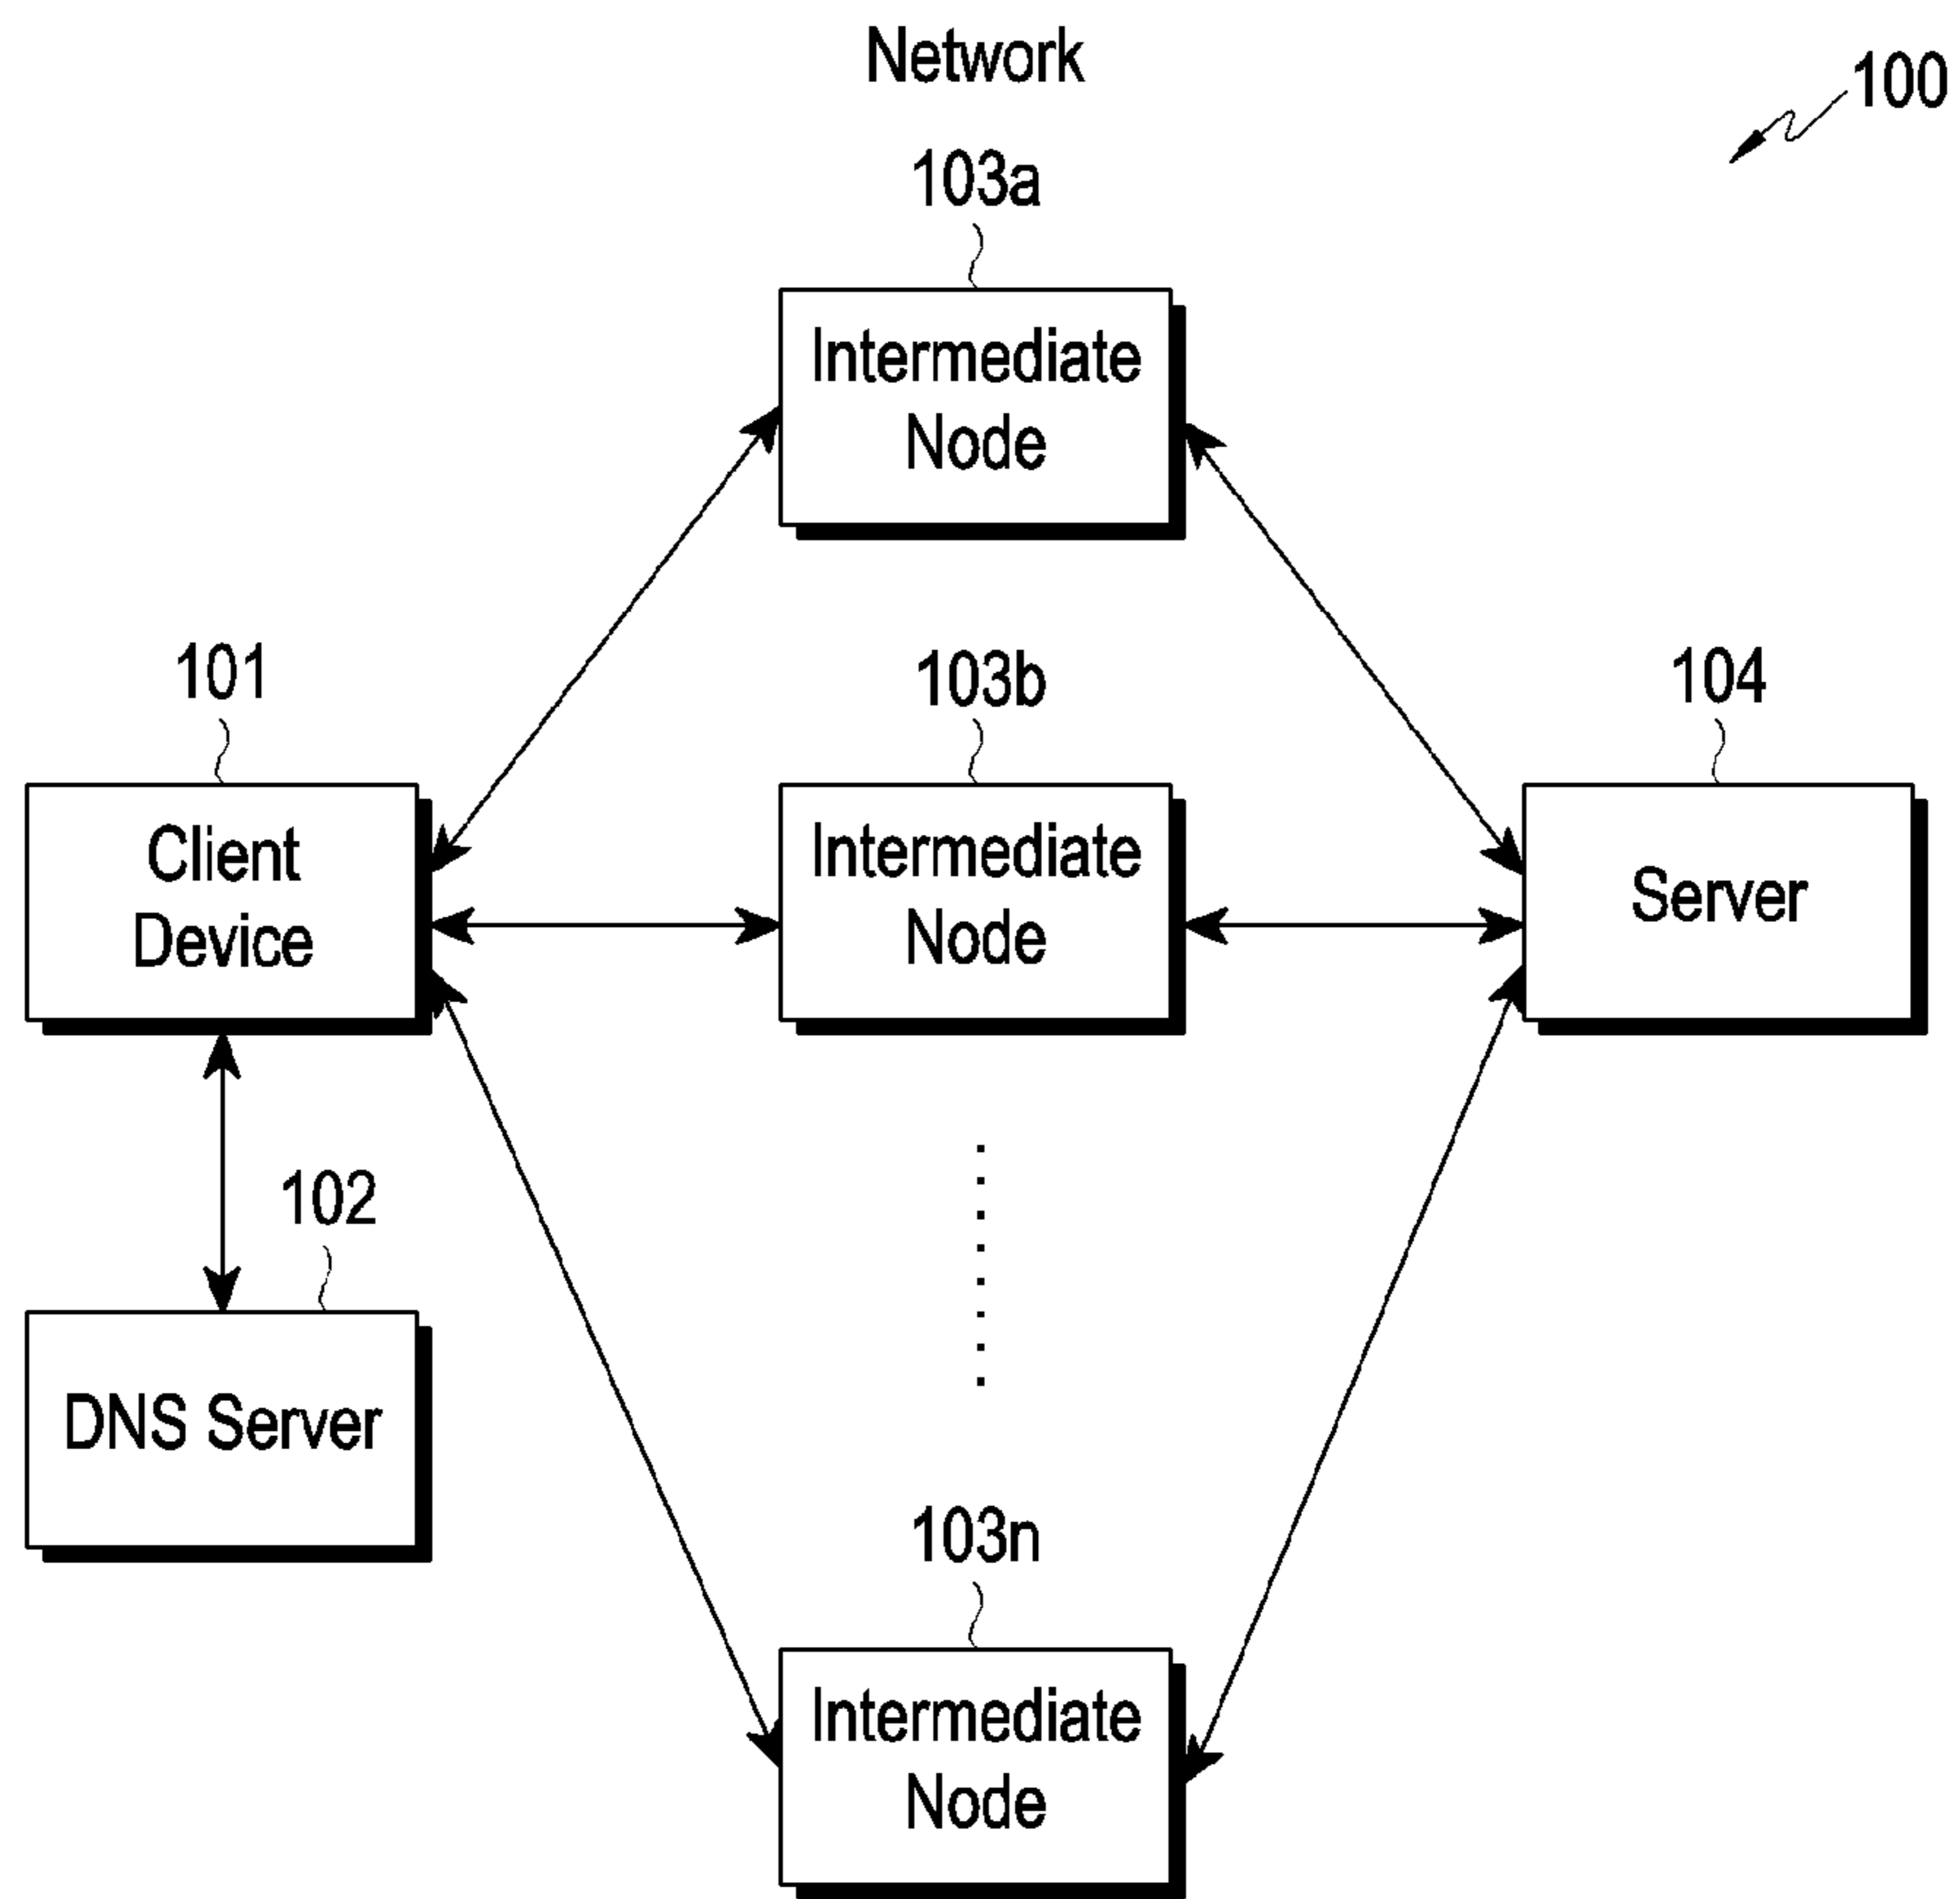 Network
100
103a
Intermediate
Node
101
103b
104
Client
Device
Intermediate
Node
Server
102
DNS Server
103n
Intermediate
Node